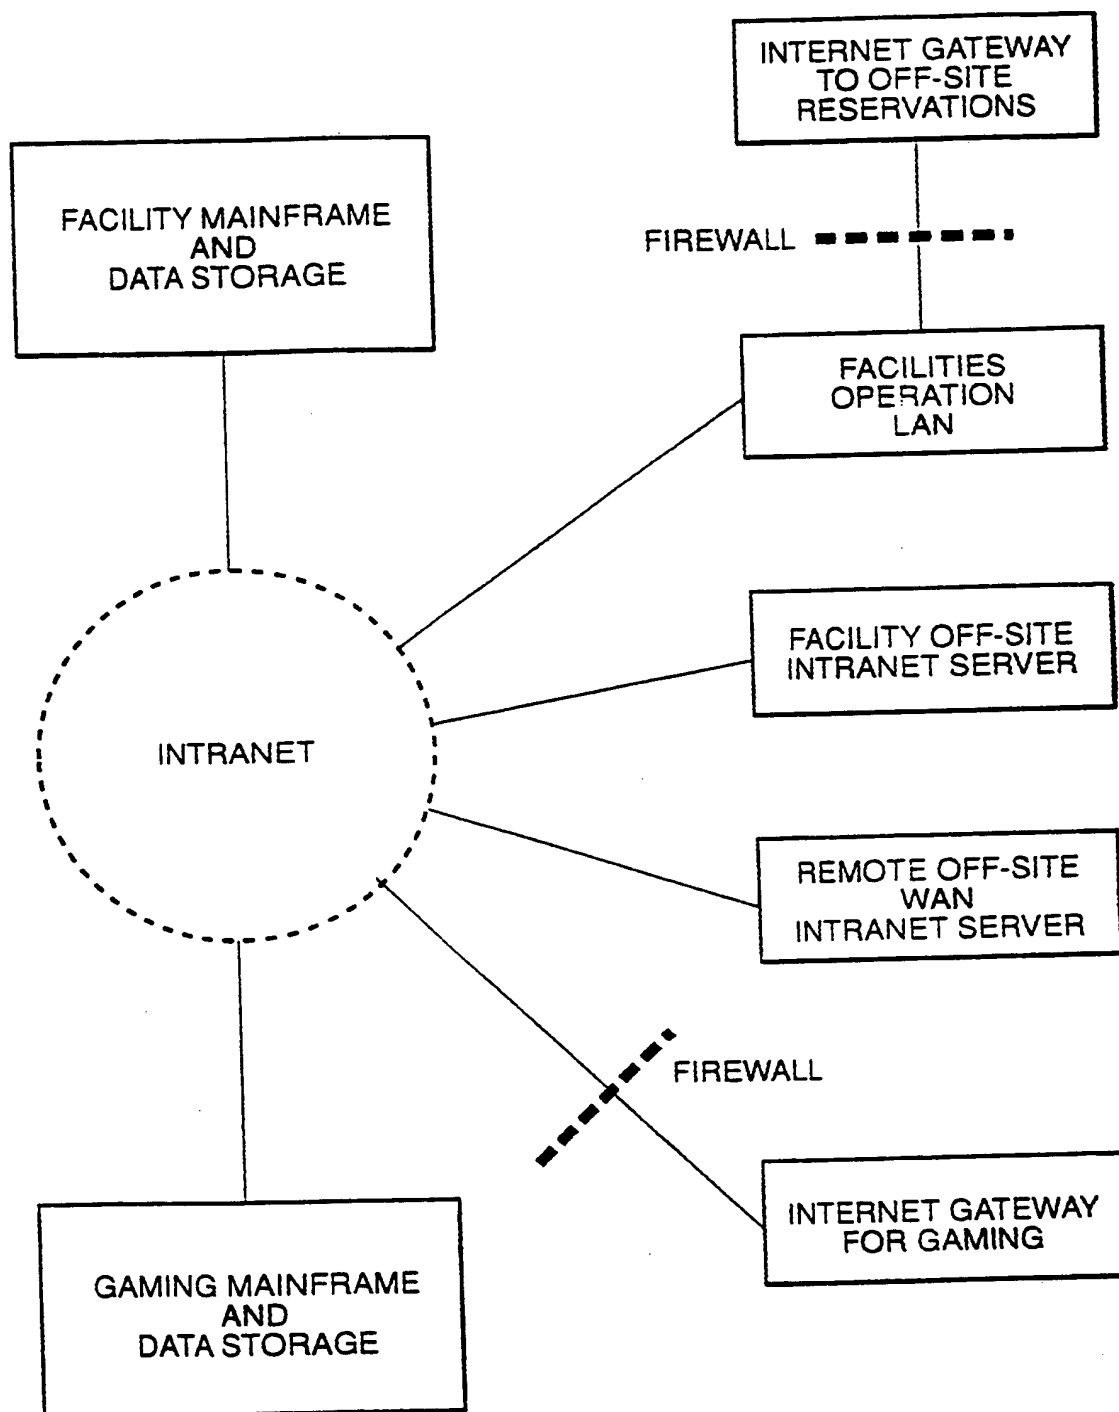 INTERNET GATEWAY
TO OFF-SITE
RESERVATIONS
FACILITY MAINFRAME
AND
DATA STORAGE
FIREWALL
FACILITIES
OPERATION
LAN
FACILITY OFF-SITE
INTRANET SERVER
INTRANET
REMOTE OFF-SITE
WAN
INTRANET SERVER
FIREWALL
INTERNET GATEWAY
FOR GAMING
GAMING MAINFRAME
AND
DATA STORAGE